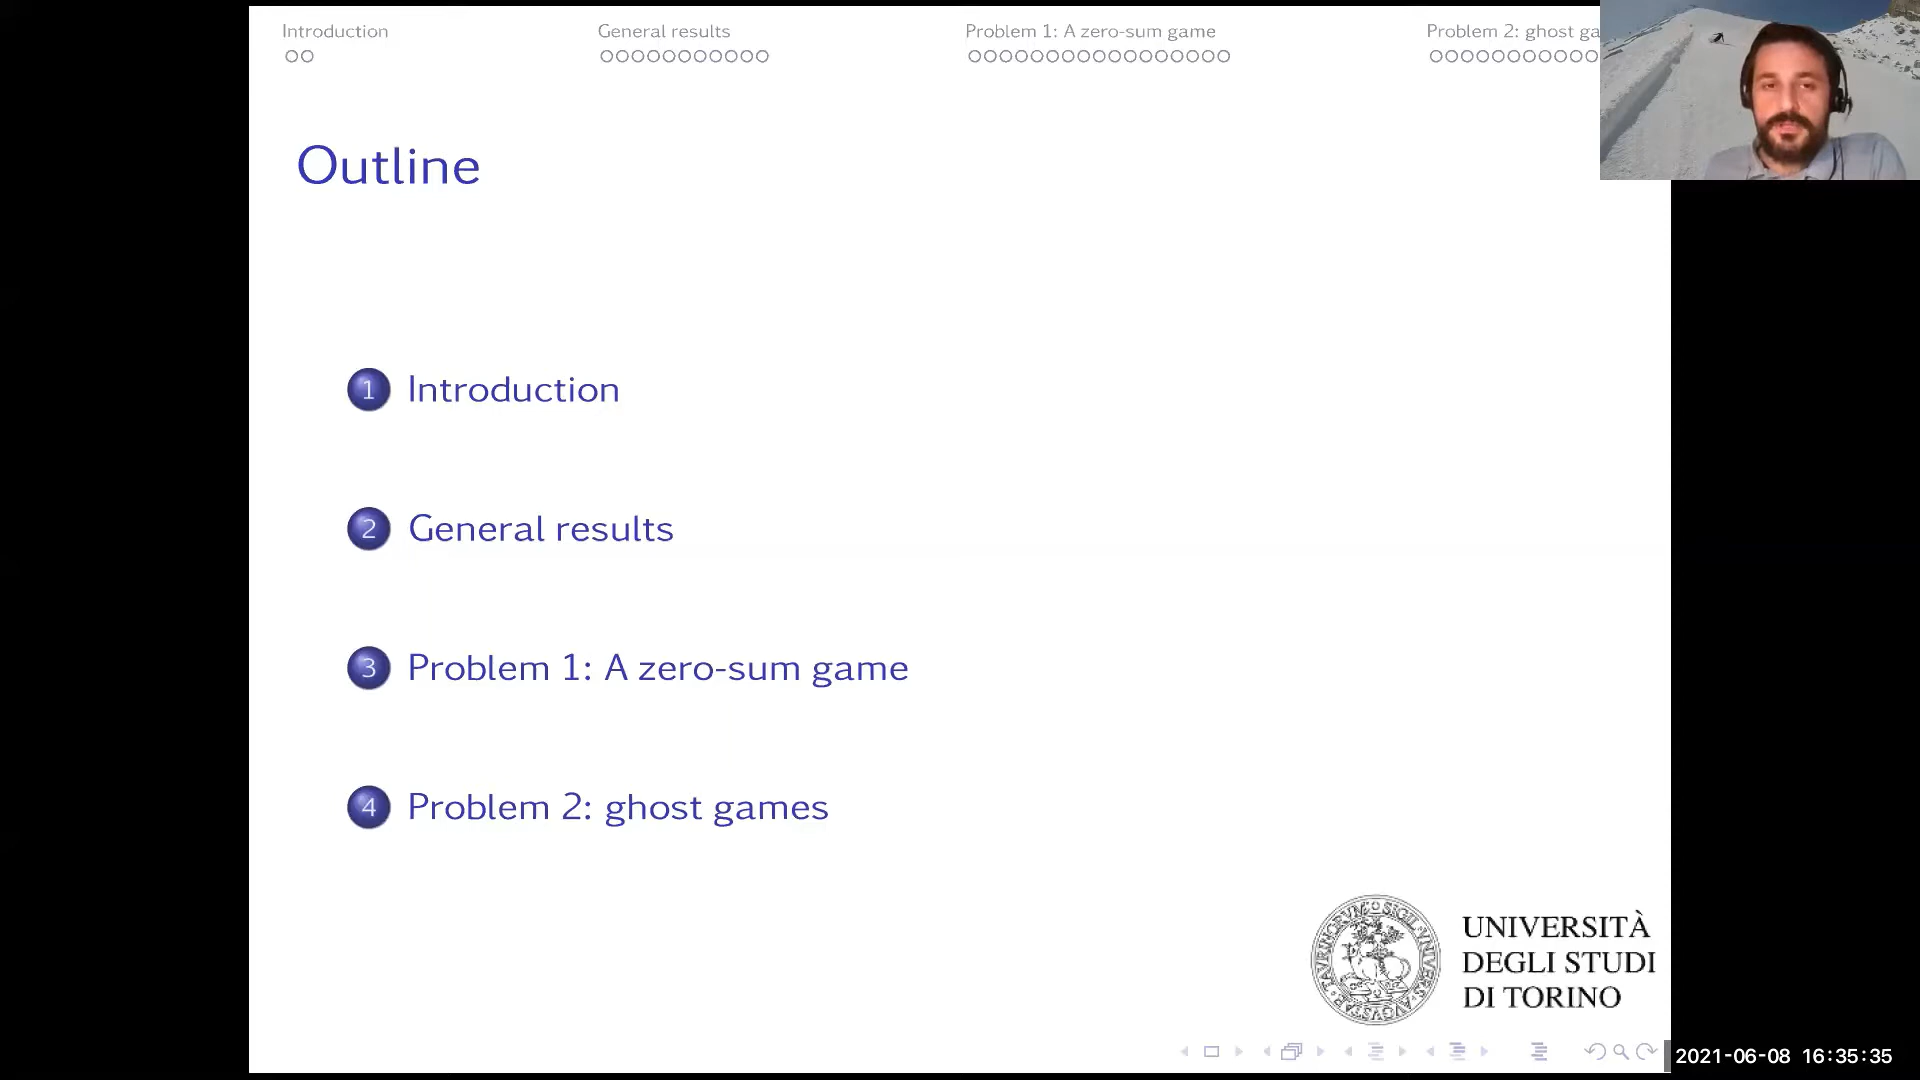 Introduction
General results
Problem 1: A zero-sum game
Problem 2: ghost ga
Outline
1 Introduction
2 General results
3 Problem 1: A zero-sum game
4 Problem 2: ghost games
UNIVERSITÀ
DEGLI STUDI
DI TORINO
2021-06-08 16:35:35